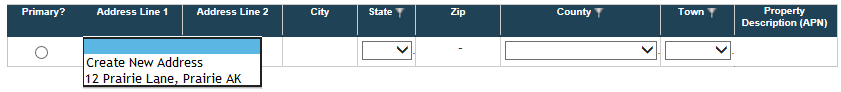 Primary? Address Line 1 Address Line 2 City State Zip County Town Property Description (APN)
-
Create New Address
12 Prairie Lane, Prairie AK